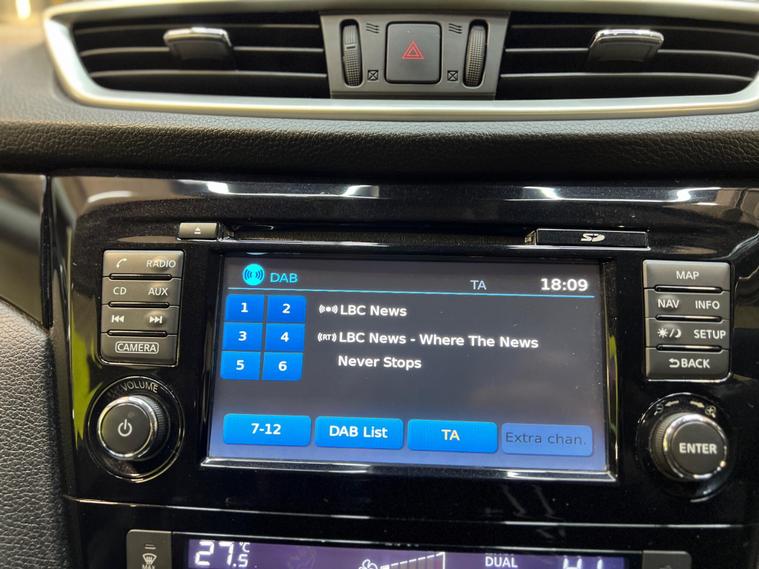 SD
RADIO
CD AUX
CAMERA
VOLUME
DAB TA 18:09
1 2
3 4
5 6
LBC News
(RT) LBC News - Where The News
Never Stops
7-12 DAB List TA Extra chan.
MAP
NAV INFO
SETUP
BACK
ENTER
MAX
27.5 °C
DUAL